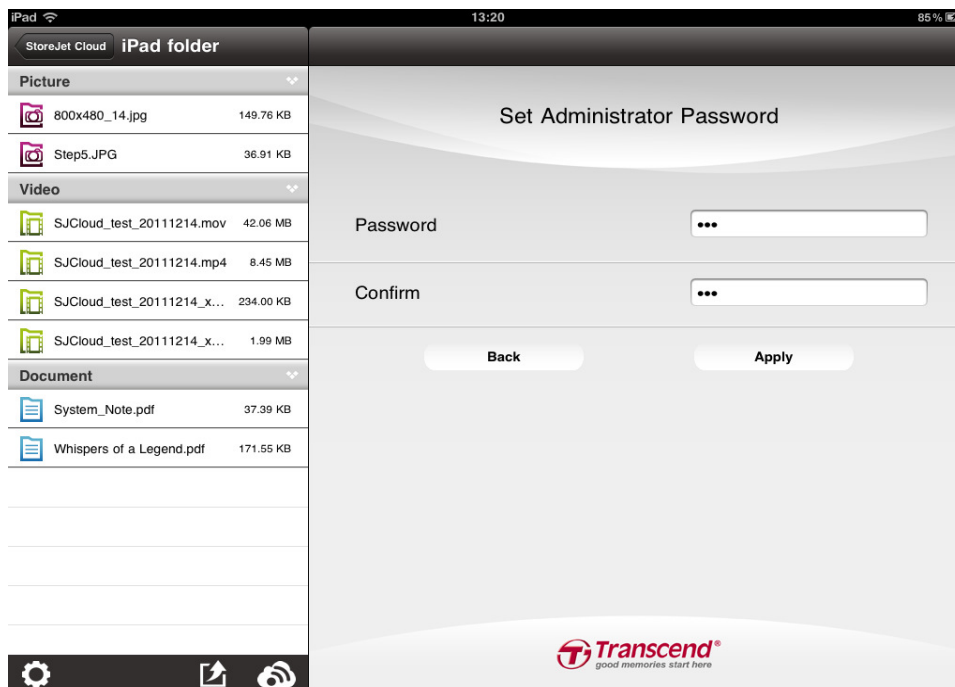 iPad 13:20 85%
StoreJet Cloud iPad folder
Picture
800x480_14.jpg 149.76 KB
Step5.JPG 36.91 KB
Video
SJCloud_test_20111214.mov 42.06 MB
SJCloud_test_20111214.mp4 8.45 MB
SJCloud_test_20111214_x... 234.00 KB
SJCloud_test_20111214_x... 1.99 MB
Document
System_Note.pdf 37.39 KB
Whispers of a Legend.pdf 171.55 KB
Set Administrator Password
Password •••
Confirm •••
Back Apply
Transcend®
good memories start here